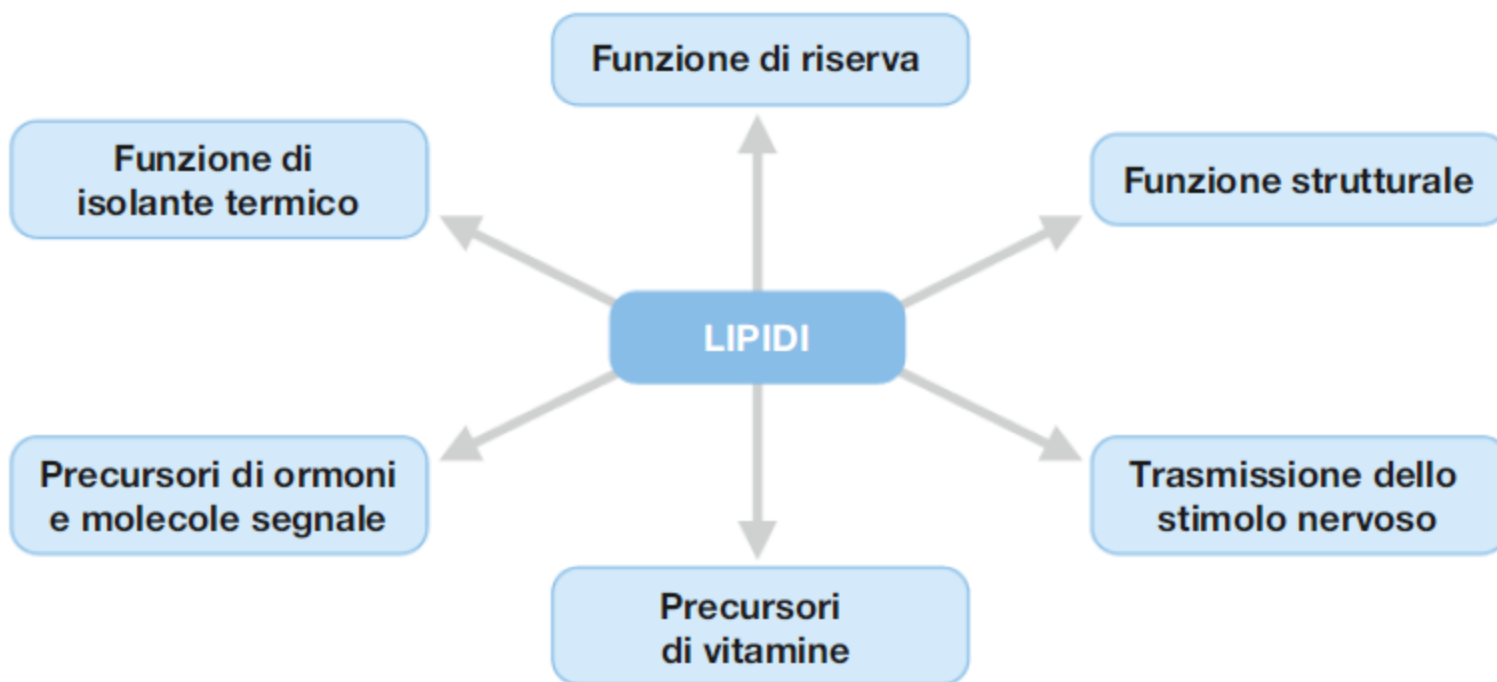 Funzione di riserva
Funzione di
isolante termico
Funzione strutturale
LIPIDI
Precursori di ormoni
e molecole segnale
Trasmissione dello
stimolo nervoso
Precursori
di vitamine